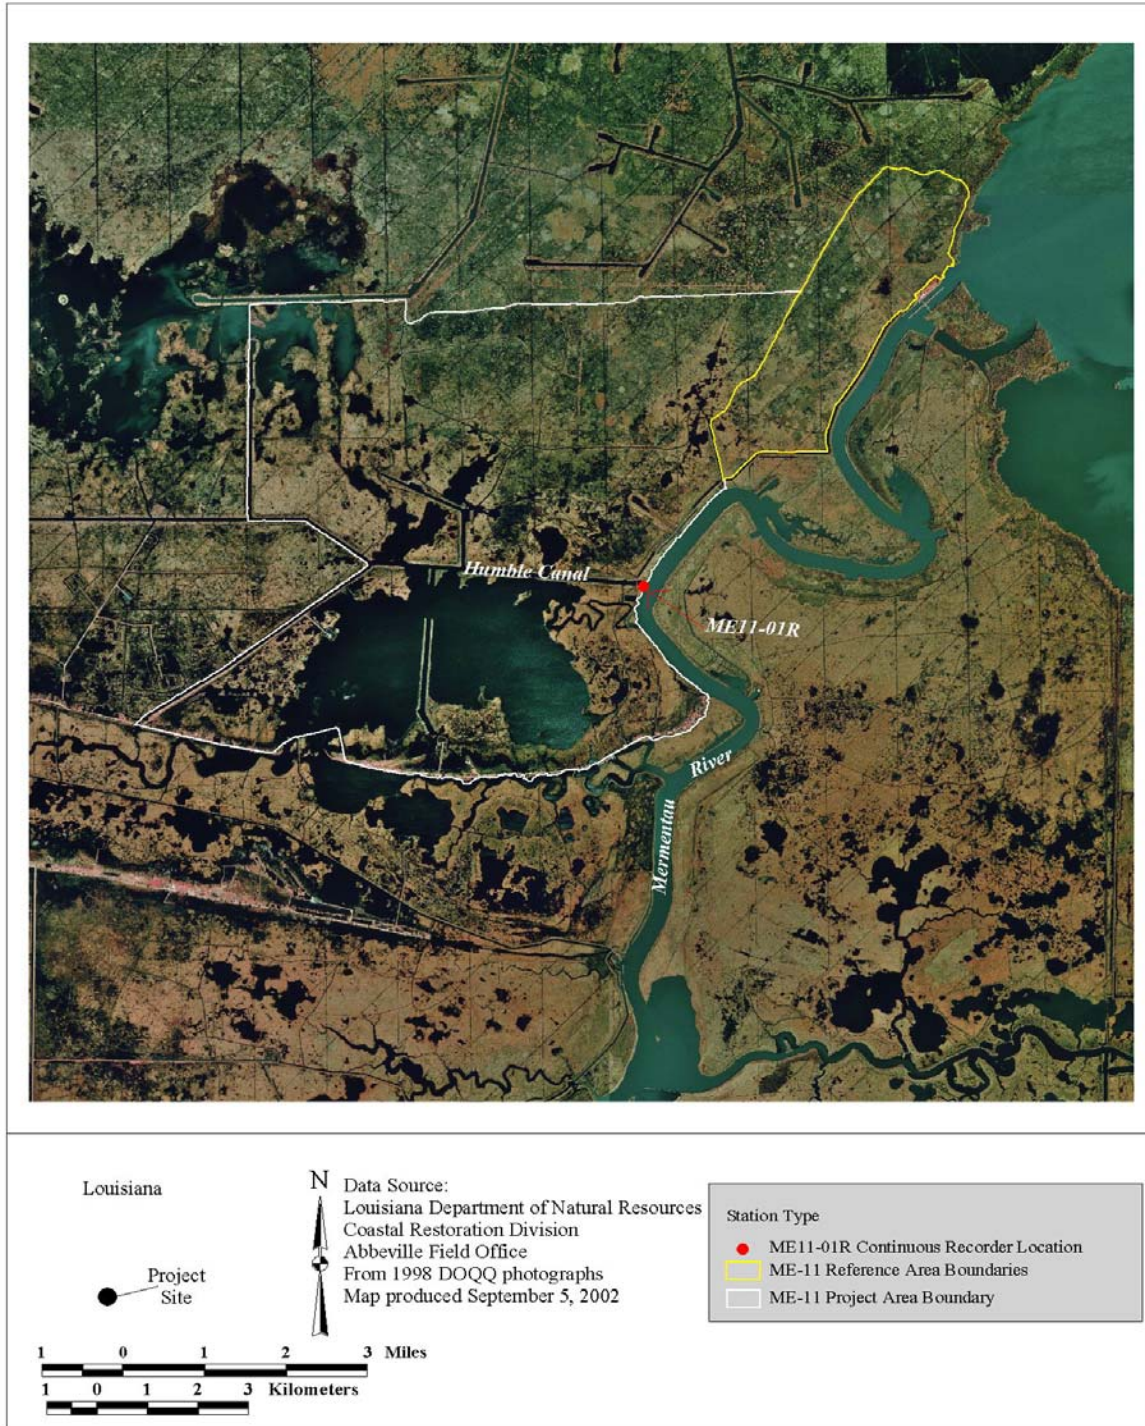 Humble Canal
ME11-01R
River
Mermentau
Louisiana
Project
Site
N
Data Source:
Louisiana Department of Natural Resources
Coastal Restoration Division
Abbeville Field Office
From 1998 DOQQ photographs
Map produced September 5, 2002
Station Type
ME11-01R Continuous Recorder Location
ME-11 Reference Area Boundaries
ME-11 Project Area Boundary
1 0 1 2 3 Miles
1 0 1 2 3 Kilometers